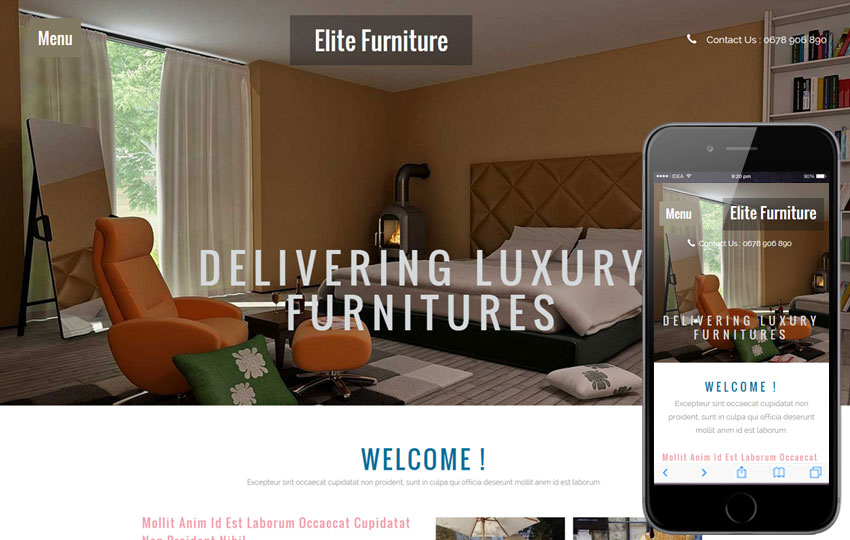 Menu
Elite Furniture
Contact Us : 0678 906 890
DELIVERING LUXURY
FURNITURES
WELCOME !
Excepteur sint occaecat cupidatat non proident, sunt in culpa qui officia deserunt mollit anim id est laborum.
Mollit Anim Id Est Laborum Occaecat Cupidatat
Non Proident Nihil
IDEA
9:20 pm
90%
Menu
Elite Furniture
Contact Us : 0678 906 890
DELIVERING LUXURY
FURNITURES
WELCOME !
Excepteur sint occaecat cupidatat non
proident, sunt in culpa qui officia deserunt
mollit anim id est laborum.
Mollit Anim Id Est Laborum Occaecat